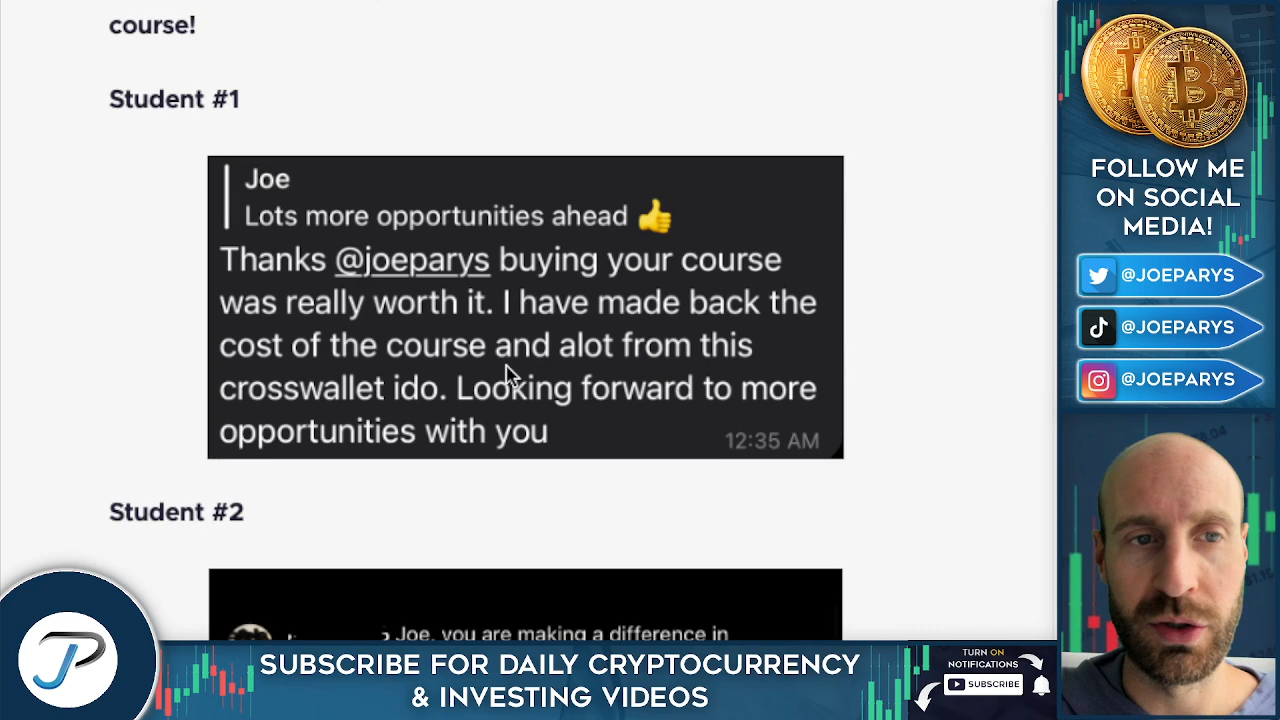 course!
Student #1
Joe
Lots more opportunities ahead 👍
Thanks @joeparys buying your course
was really worth it. I have made back the
cost of the course and alot from this
crosswallet ido. Looking forward to more
opportunities with you
12:35 AM
Student #2
Joe, you are making a difference in
SUBSCRIBE FOR DAILY CRYPTOCURRENCY
& INVESTING VIDEOS
TURN ON
NOTIFICATIONS
SUBSCRIBE
FOLLOW ME
ON SOCIAL
MEDIA!
@JOEPARYS
@JOEPARYS
@JOEPARYS